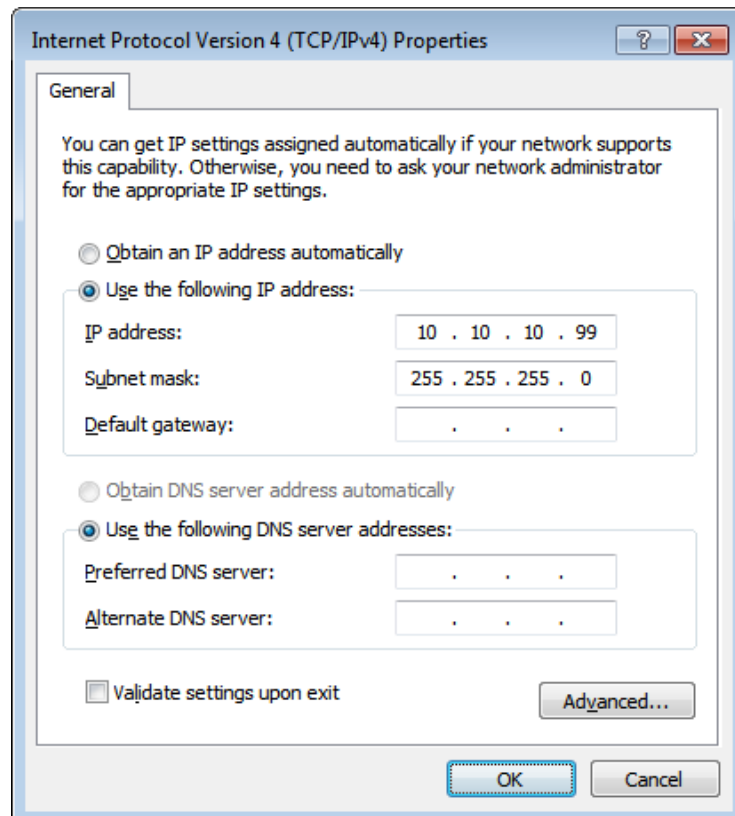 Internet Protocol Version 4 (TCP/IPv4) Properties
General
You can get IP settings assigned automatically if your network supports
this capability. Otherwise, you need to ask your network administrator
for the appropriate IP settings.
Obtain an IP address automatically
Use the following IP address:
IP address: 10 . 10 . 10 . 99
Subnet mask: 255 . 255 . 255 . 0
Default gateway: . . .
Obtain DNS server address automatically
Use the following DNS server addresses:
Preferred DNS server: . . .
Alternate DNS server: . . .
Validate settings upon exit
Advanced...
OK Cancel